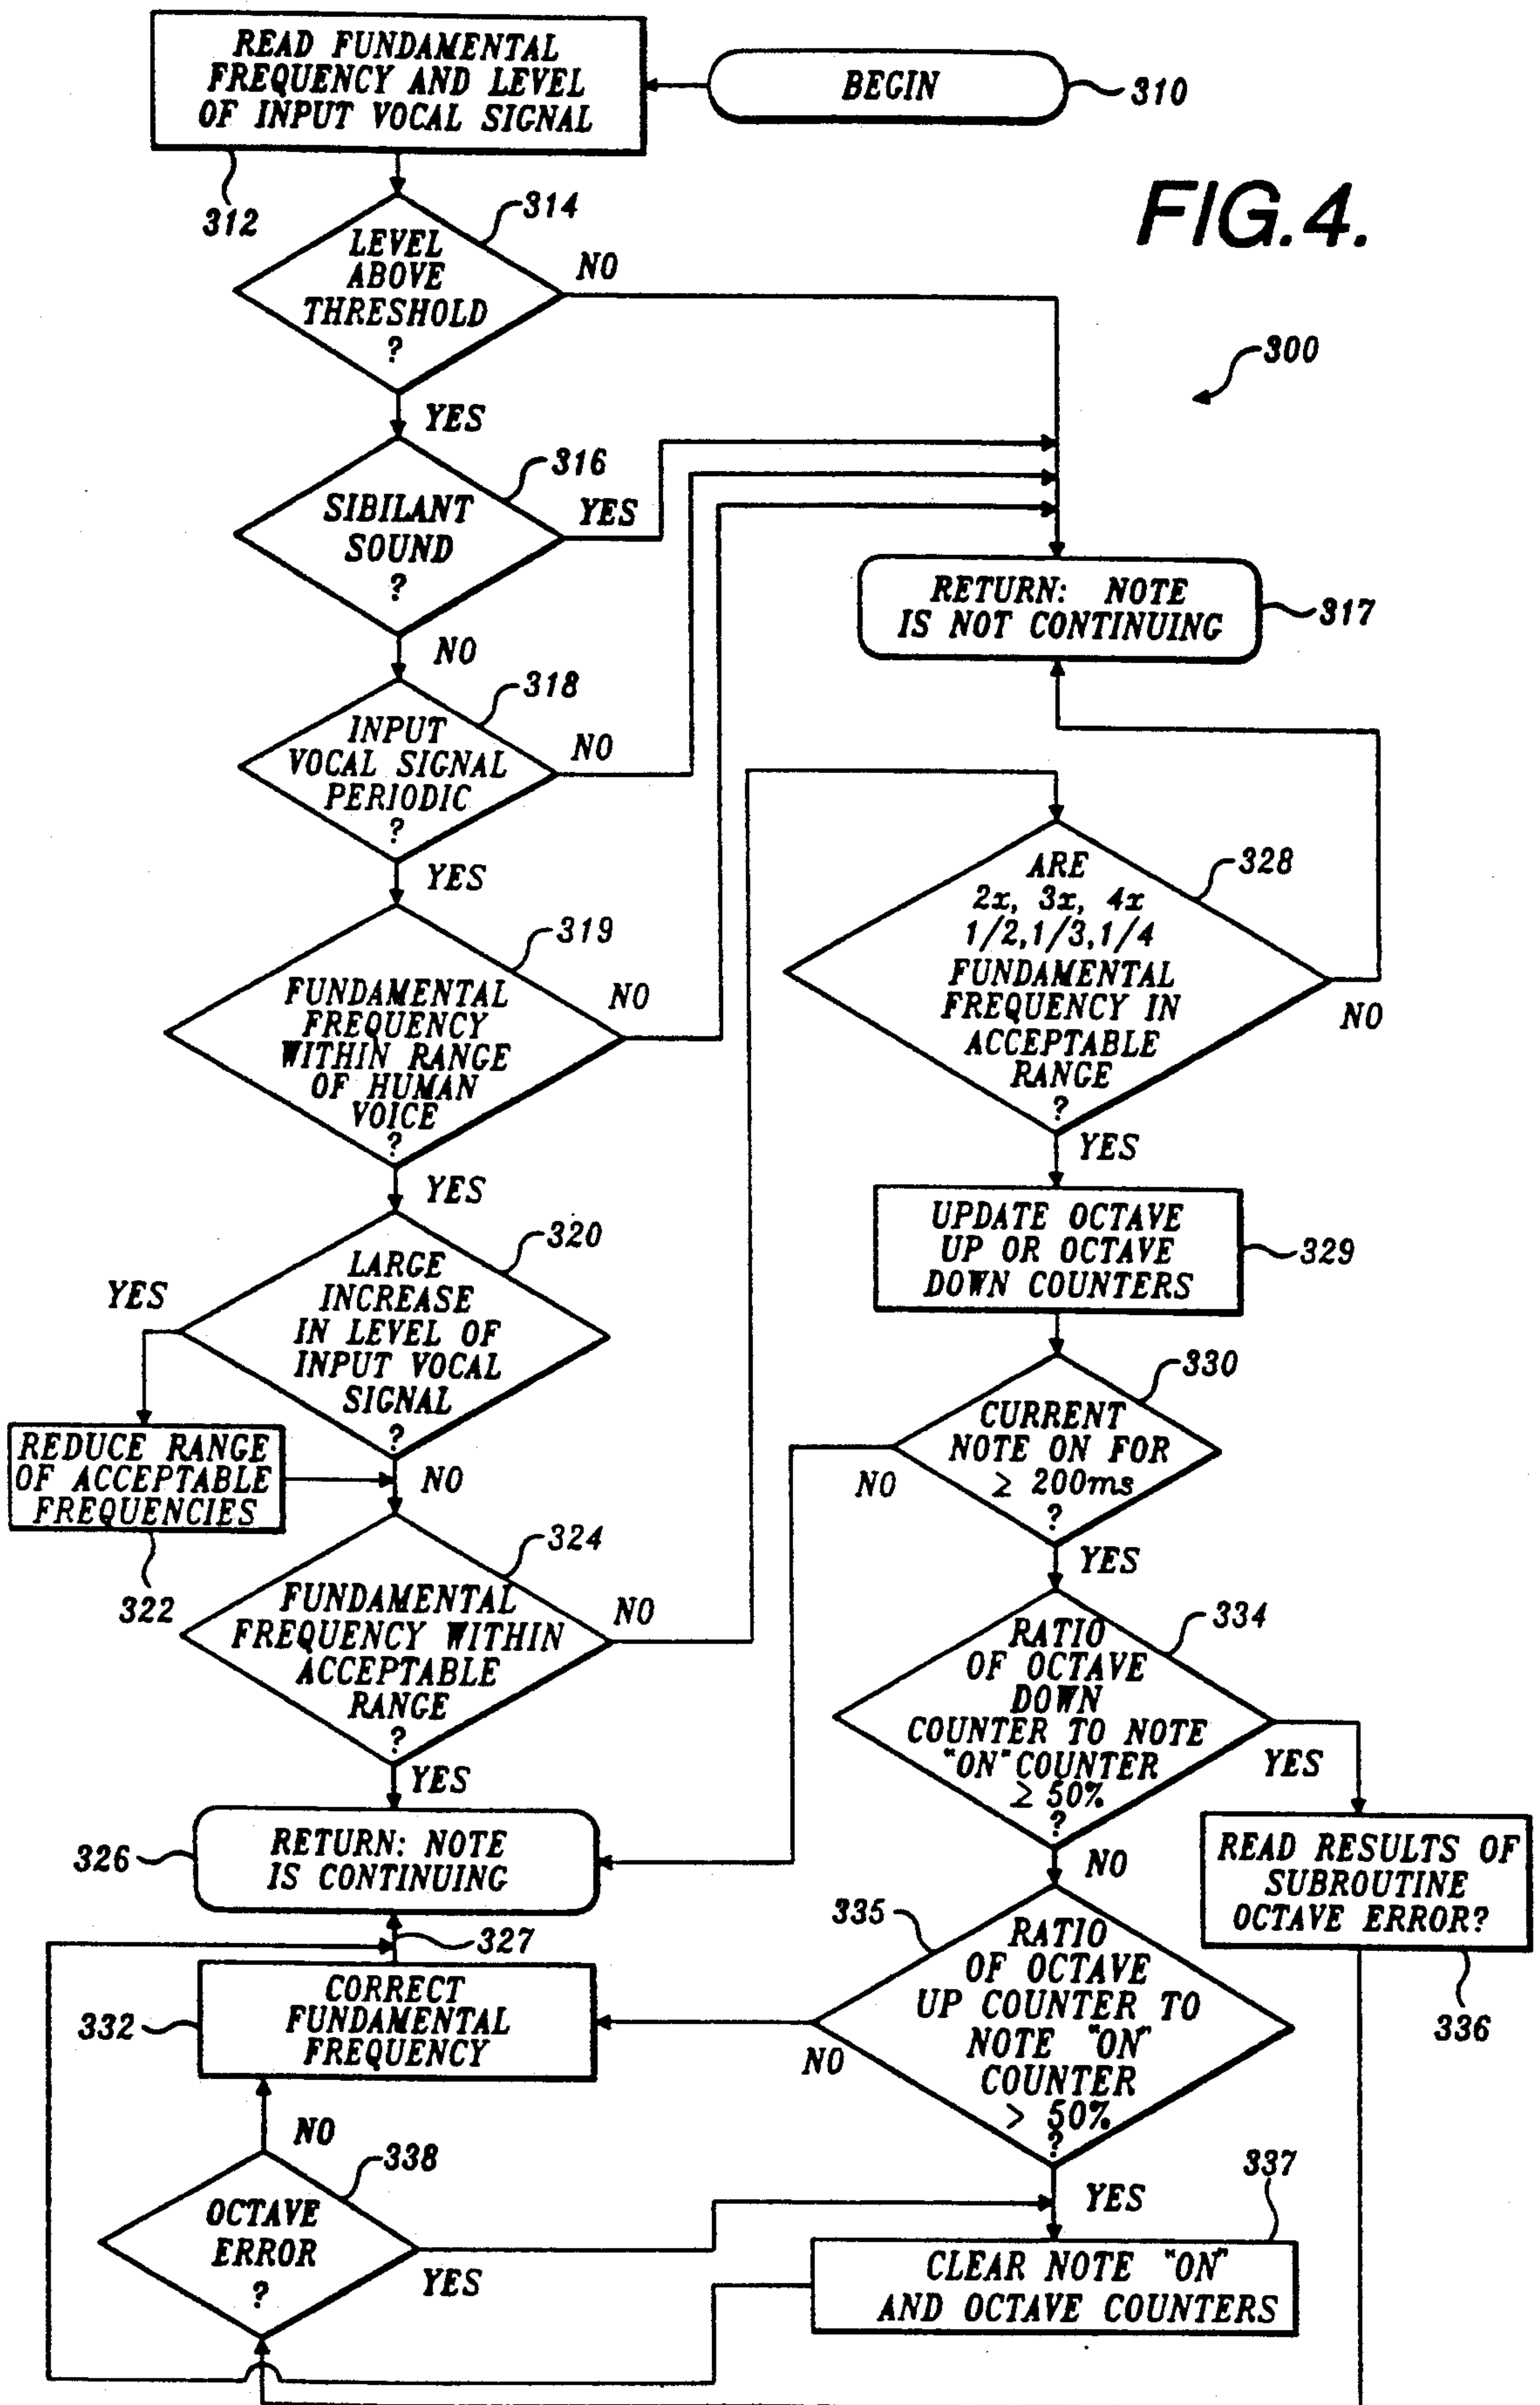 READ FUNDAMENTAL
FREQUENCY AND LEVEL
OF INPUT VOCAL SIGNAL
312
BEGIN
310
FIG.4.
300
LEVEL
ABOVE
THRESHOLD
?
314
NO
YES
SIBILANT
SOUND
?
316
YES
NO
RETURN: NOTE
IS NOT CONTINUING
317
INPUT
VOCAL SIGNAL
PERIODIC
?
318
NO
YES
FUNDAMENTAL
FREQUENCY
WITHIN RANGE
OF HUMAN
VOICE
?
319
NO
YES
LARGE
INCREASE
IN LEVEL OF
INPUT VOCAL
SIGNAL
?
320
YES
NO
REDUCE RANGE
OF ACCEPTABLE
FREQUENCIES
322
FUNDAMENTAL
FREQUENCY WITHIN
ACCEPTABLE
RANGE
?
324
NO
YES
RETURN: NOTE
IS CONTINUING
326
327
ARE
2x, 3x, 4x
1/2,1/3,1/4
FUNDAMENTAL
FREQUENCY IN
ACCEPTABLE
RANGE
?
328
NO
YES
UPDATE OCTAVE
UP OR OCTAVE
DOWN COUNTERS
329
CURRENT
NOTE ON FOR
≥ 200ms
?
330
NO
YES
RATIO
OF OCTAVE
DOWN
COUNTER TO NOTE
"ON" COUNTER
≥ 50%
?
334
YES
NO
READ RESULTS OF
SUBROUTINE
OCTAVE ERROR?
336
RATIO
OF OCTAVE
UP COUNTER TO
NOTE "ON"
COUNTER
> 50%
?
335
NO
YES
CORRECT
FUNDAMENTAL
FREQUENCY
332
OCTAVE
ERROR
?
338
NO
YES
CLEAR NOTE "ON"
AND OCTAVE COUNTERS
337